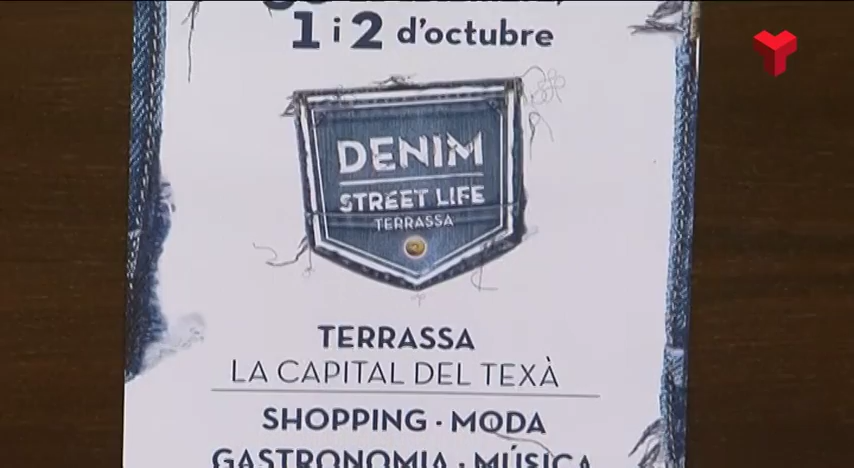 1 i 2 d'octubre
DENIM
STREET LIFE
TERRASSA
TERRASSA
LA CAPITAL DEL TEXÀ
SHOPPING · MODA
GASTRONOMIA · MÚSICA